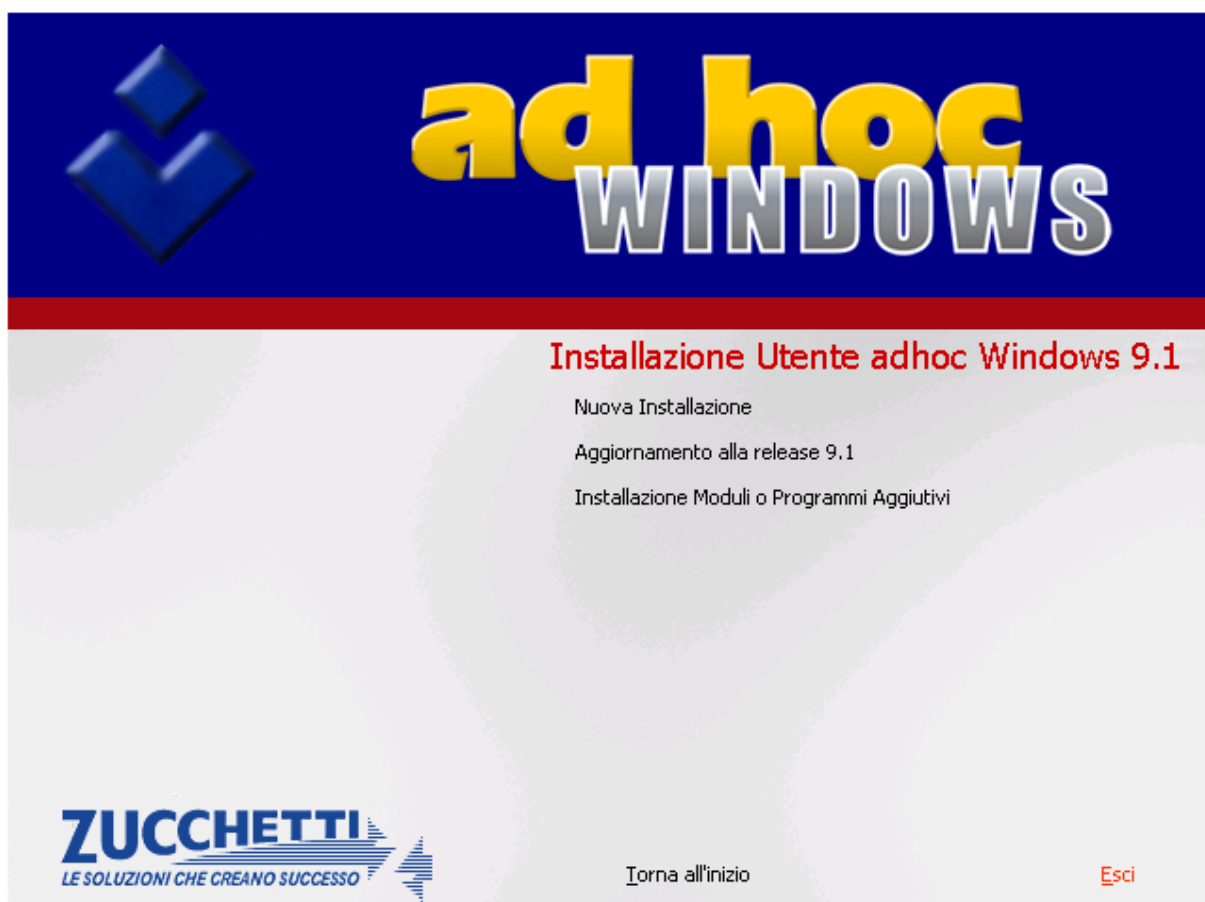 ad hoc
WINDOWS
Installazione Utente adhoc Windows 9.1
Nuova Installazione
Aggiornamento alla release 9.1
Installazione Moduli o Programmi Aggiutivi
ZUCCHETTI
LE SOLUZIONI CHE CREANO SUCCESSO
Torna all'inizio
Esci